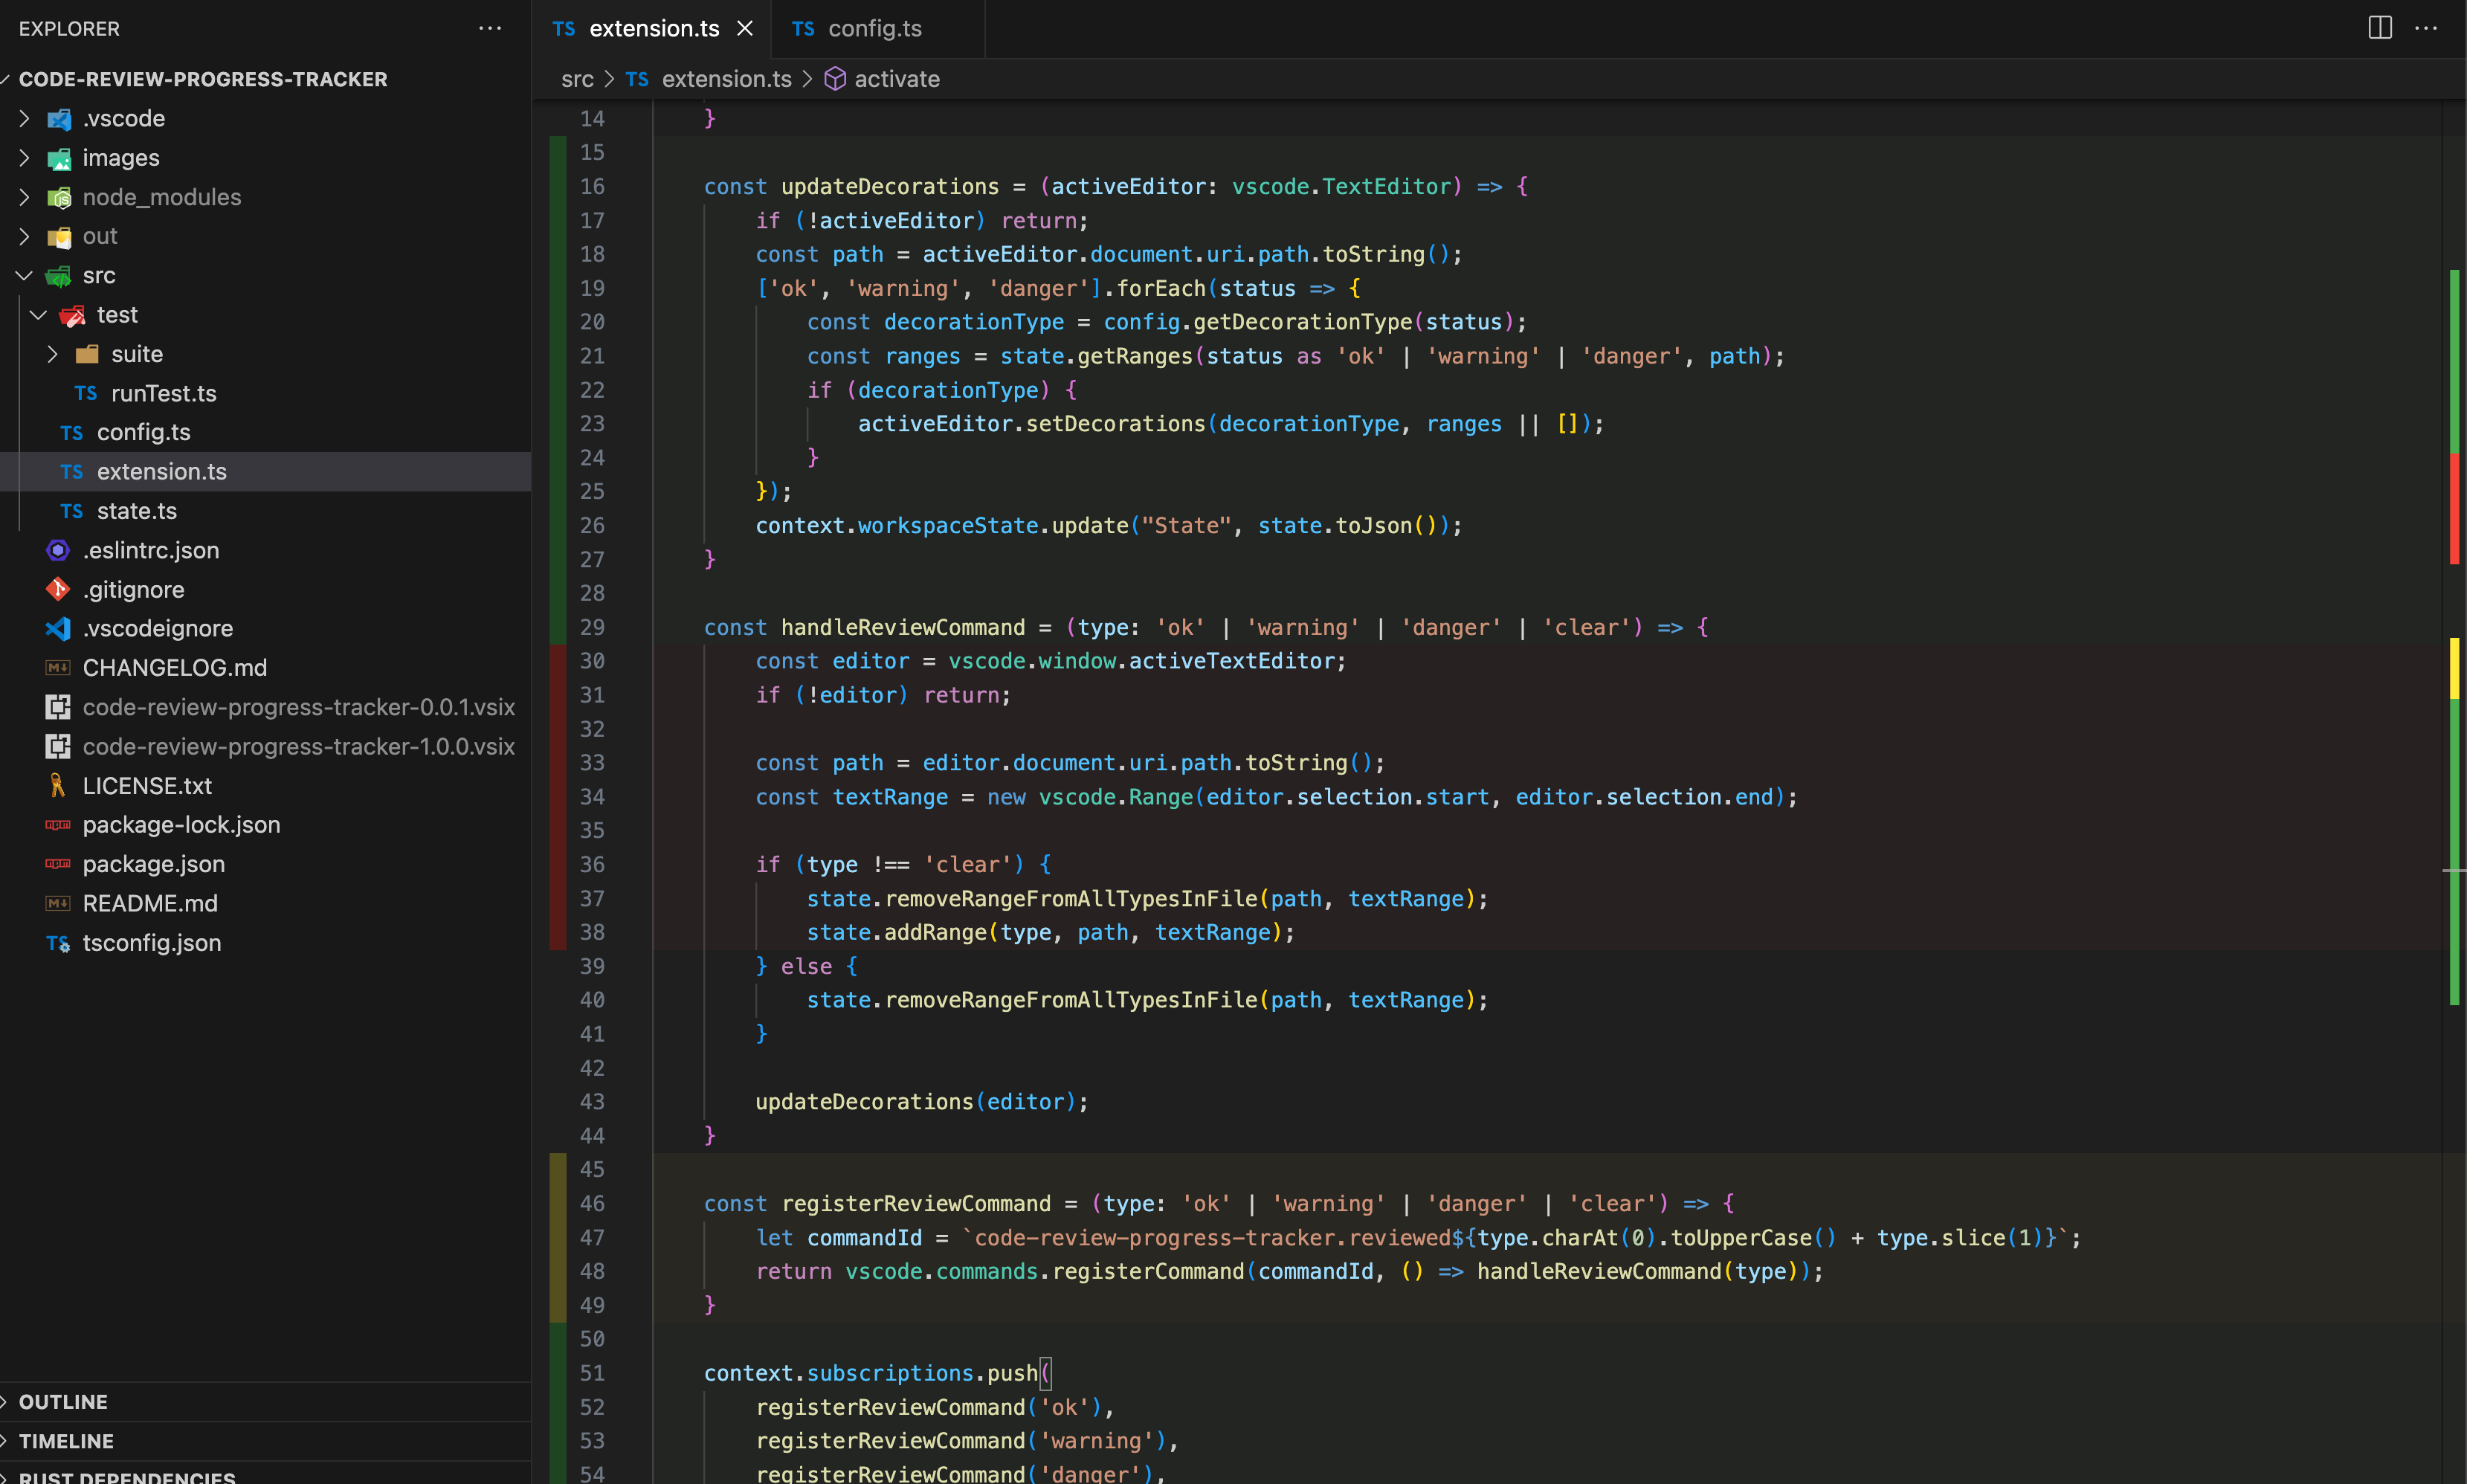 EXPLORER
CODE-REVIEW-PROGRESS-TRACKER
.vscode
images
node_modules
out
src
test
suite
TS runTest.ts
TS config.ts
TS extension.ts
TS state.ts
.eslintrc.json
.gitignore
.vscodeignore
CHANGELOG.md
code-review-progress-tracker-0.0.1.vsix
code-review-progress-tracker-1.0.0.vsix
LICENSE.txt
package-lock.json
package.json
README.md
TS tsconfig.json
OUTLINE
TIMELINE
RUST DEPENDENCIES
TS extension.ts
TS config.ts
src > TS extension.ts > activate
14 }
15
16 const updateDecorations = (activeEditor: vscode.TextEditor) => {
17 if (!activeEditor) return;
18 const path = activeEditor.document.uri.path.toString();
19 ['ok', 'warning', 'danger'].forEach(status => {
20 const decorationType = config.getDecorationType(status);
21 const ranges = state.getRanges(status as 'ok' | 'warning' | 'danger', path);
22 if (decorationType) {
23 activeEditor.setDecorations(decorationType, ranges || []);
24 }
25 });
26 context.workspaceState.update("State", state.toJson());
27 }
28
29 const handleReviewCommand = (type: 'ok' | 'warning' | 'danger' | 'clear') => {
30 const editor = vscode.window.activeTextEditor;
31 if (!editor) return;
32
33 const path = editor.document.uri.path.toString();
34 const textRange = new vscode.Range(editor.selection.start, editor.selection.end);
35
36 if (type !== 'clear') {
37 state.removeRangeFromAllTypesInFile(path, textRange);
38 state.addRange(type, path, textRange);
39 } else {
40 state.removeRangeFromAllTypesInFile(path, textRange);
41 }
42
43 updateDecorations(editor);
44 }
45
46 const registerReviewCommand = (type: 'ok' | 'warning' | 'danger' | 'clear') => {
47 let commandId = `code-review-progress-tracker.reviewed${type.charAt(0).toUpperCase() + type.slice(1)}`;
48 return vscode.commands.registerCommand(commandId, () => handleReviewCommand(type));
49 }
50
51 context.subscriptions.push(
52 registerReviewCommand('ok'),
53 registerReviewCommand('warning'),
54 registerReviewCommand('danger'),